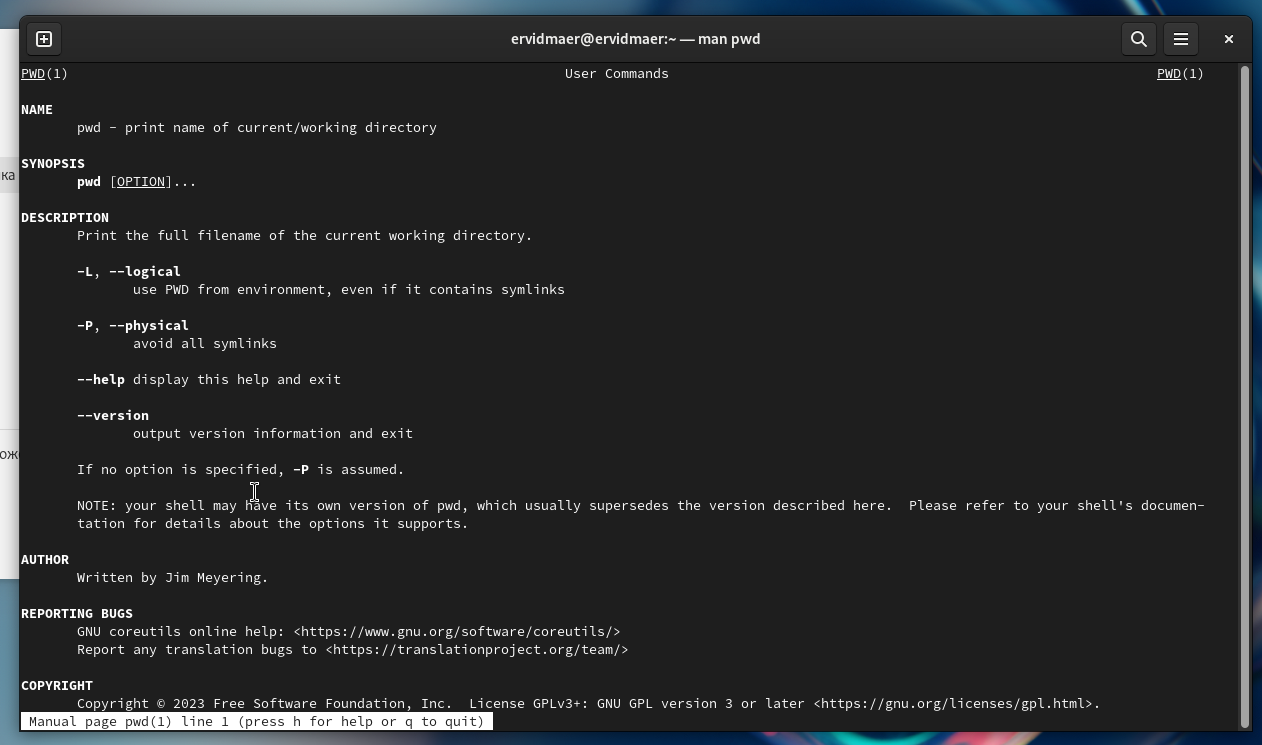 ervidmaer@ervidmaer:~ — man pwd
PWD(1) User Commands PWD(1)
NAME
pwd - print name of current/working directory
SYNOPSIS
pwd [OPTION]...
DESCRIPTION
Print the full filename of the current working directory.
-L, --logical
use PWD from environment, even if it contains symlinks
-P, --physical
avoid all symlinks
--help display this help and exit
--version
output version information and exit
If no option is specified, -P is assumed.
NOTE: your shell may have its own version of pwd, which usually supersedes the version described here.  Please refer to your shell's documen-
tation for details about the options it supports.
AUTHOR
Written by Jim Meyering.
REPORTING BUGS
GNU coreutils online help: <https://www.gnu.org/software/coreutils/>
Report any translation bugs to <https://translationproject.org/team/>
COPYRIGHT
Copyright © 2023 Free Software Foundation, Inc.  License GPLv3+: GNU GPL version 3 or later <https://gnu.org/licenses/gpl.html>.
Manual page pwd(1) line 1 (press h for help or q to quit)